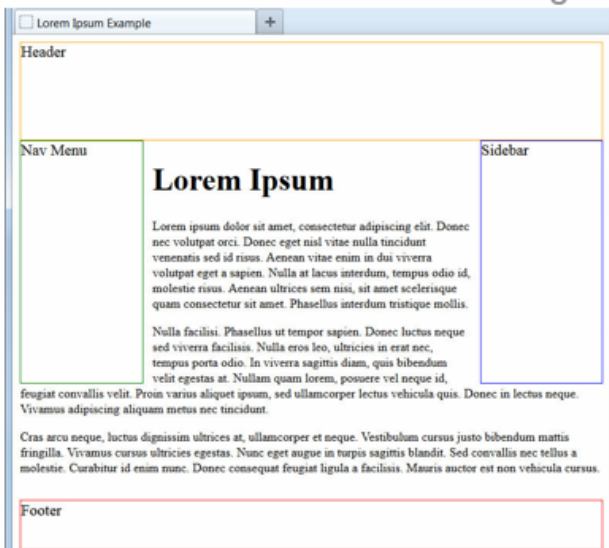 Lorem Ipsum Example
Header
Nav Menu
Sidebar
Lorem Ipsum
Lorem ipsum dolor sit amet, consectetur adipiscing elit. Donec
nec volutpat orci. Donec eget nisl vitae nulla tincidunt
venenatis sed id risus. Aenean vitae enim in dui viverra
volutpat eget a sapien. Nulla at lacus interdum, tempus odio id,
molestie risus. Aenean ultrices sem nisi, sit amet scelerisque
quam consectetur sit amet. Phasellus interdum tristique mollis.
Nulla facilisi. Phasellus ut tempor sapien. Donec luctus neque
sed viverra facilisis. Nulla eros leo, ultricies in erat nec,
tempus porta odio. In viverra sagittis diam, quis bibendum
velit egestas at. Nullam quam lorem, posuere vel neque id,
feugiat convallis velit. Proin varius aliquet ipsum, sed ullamcorper lectus vehicula quis. Donec in lectus neque.
Vivamus adipiscing aliquam metus nec tincidunt.
Cras arcu neque, luctus dignissim ultrices at, ullamcorper et neque. Vestibulum cursus justo bibendum mattis
fringilla. Vivamus cursus ultricies egestas. Nunc eget augue in turpis sagittis blandit. Sed convallis nec tellus a
molestie. Curabitur id enim nunc. Donec consequat feugiat ligula a facilisis. Mauris auctor est non vehicula cursus.
Footer